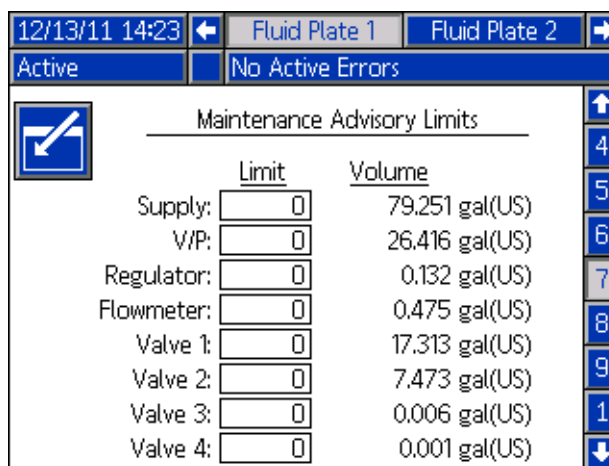 12/13/11 14:23 Fluid Plate 1 Fluid Plate 2
Active No Active Errors
Maintenance Advisory Limits
Limit Volume
Supply: 0 79.251 gal(US)
V/P: 0 26.416 gal(US)
Regulator: 0 0.132 gal(US)
Flowmeter: 0 0.475 gal(US)
Valve 1: 0 17.313 gal(US)
Valve 2: 0 7.473 gal(US)
Valve 3: 0 0.006 gal(US)
Valve 4: 0 0.001 gal(US)
4
5
6
7
8
9
1